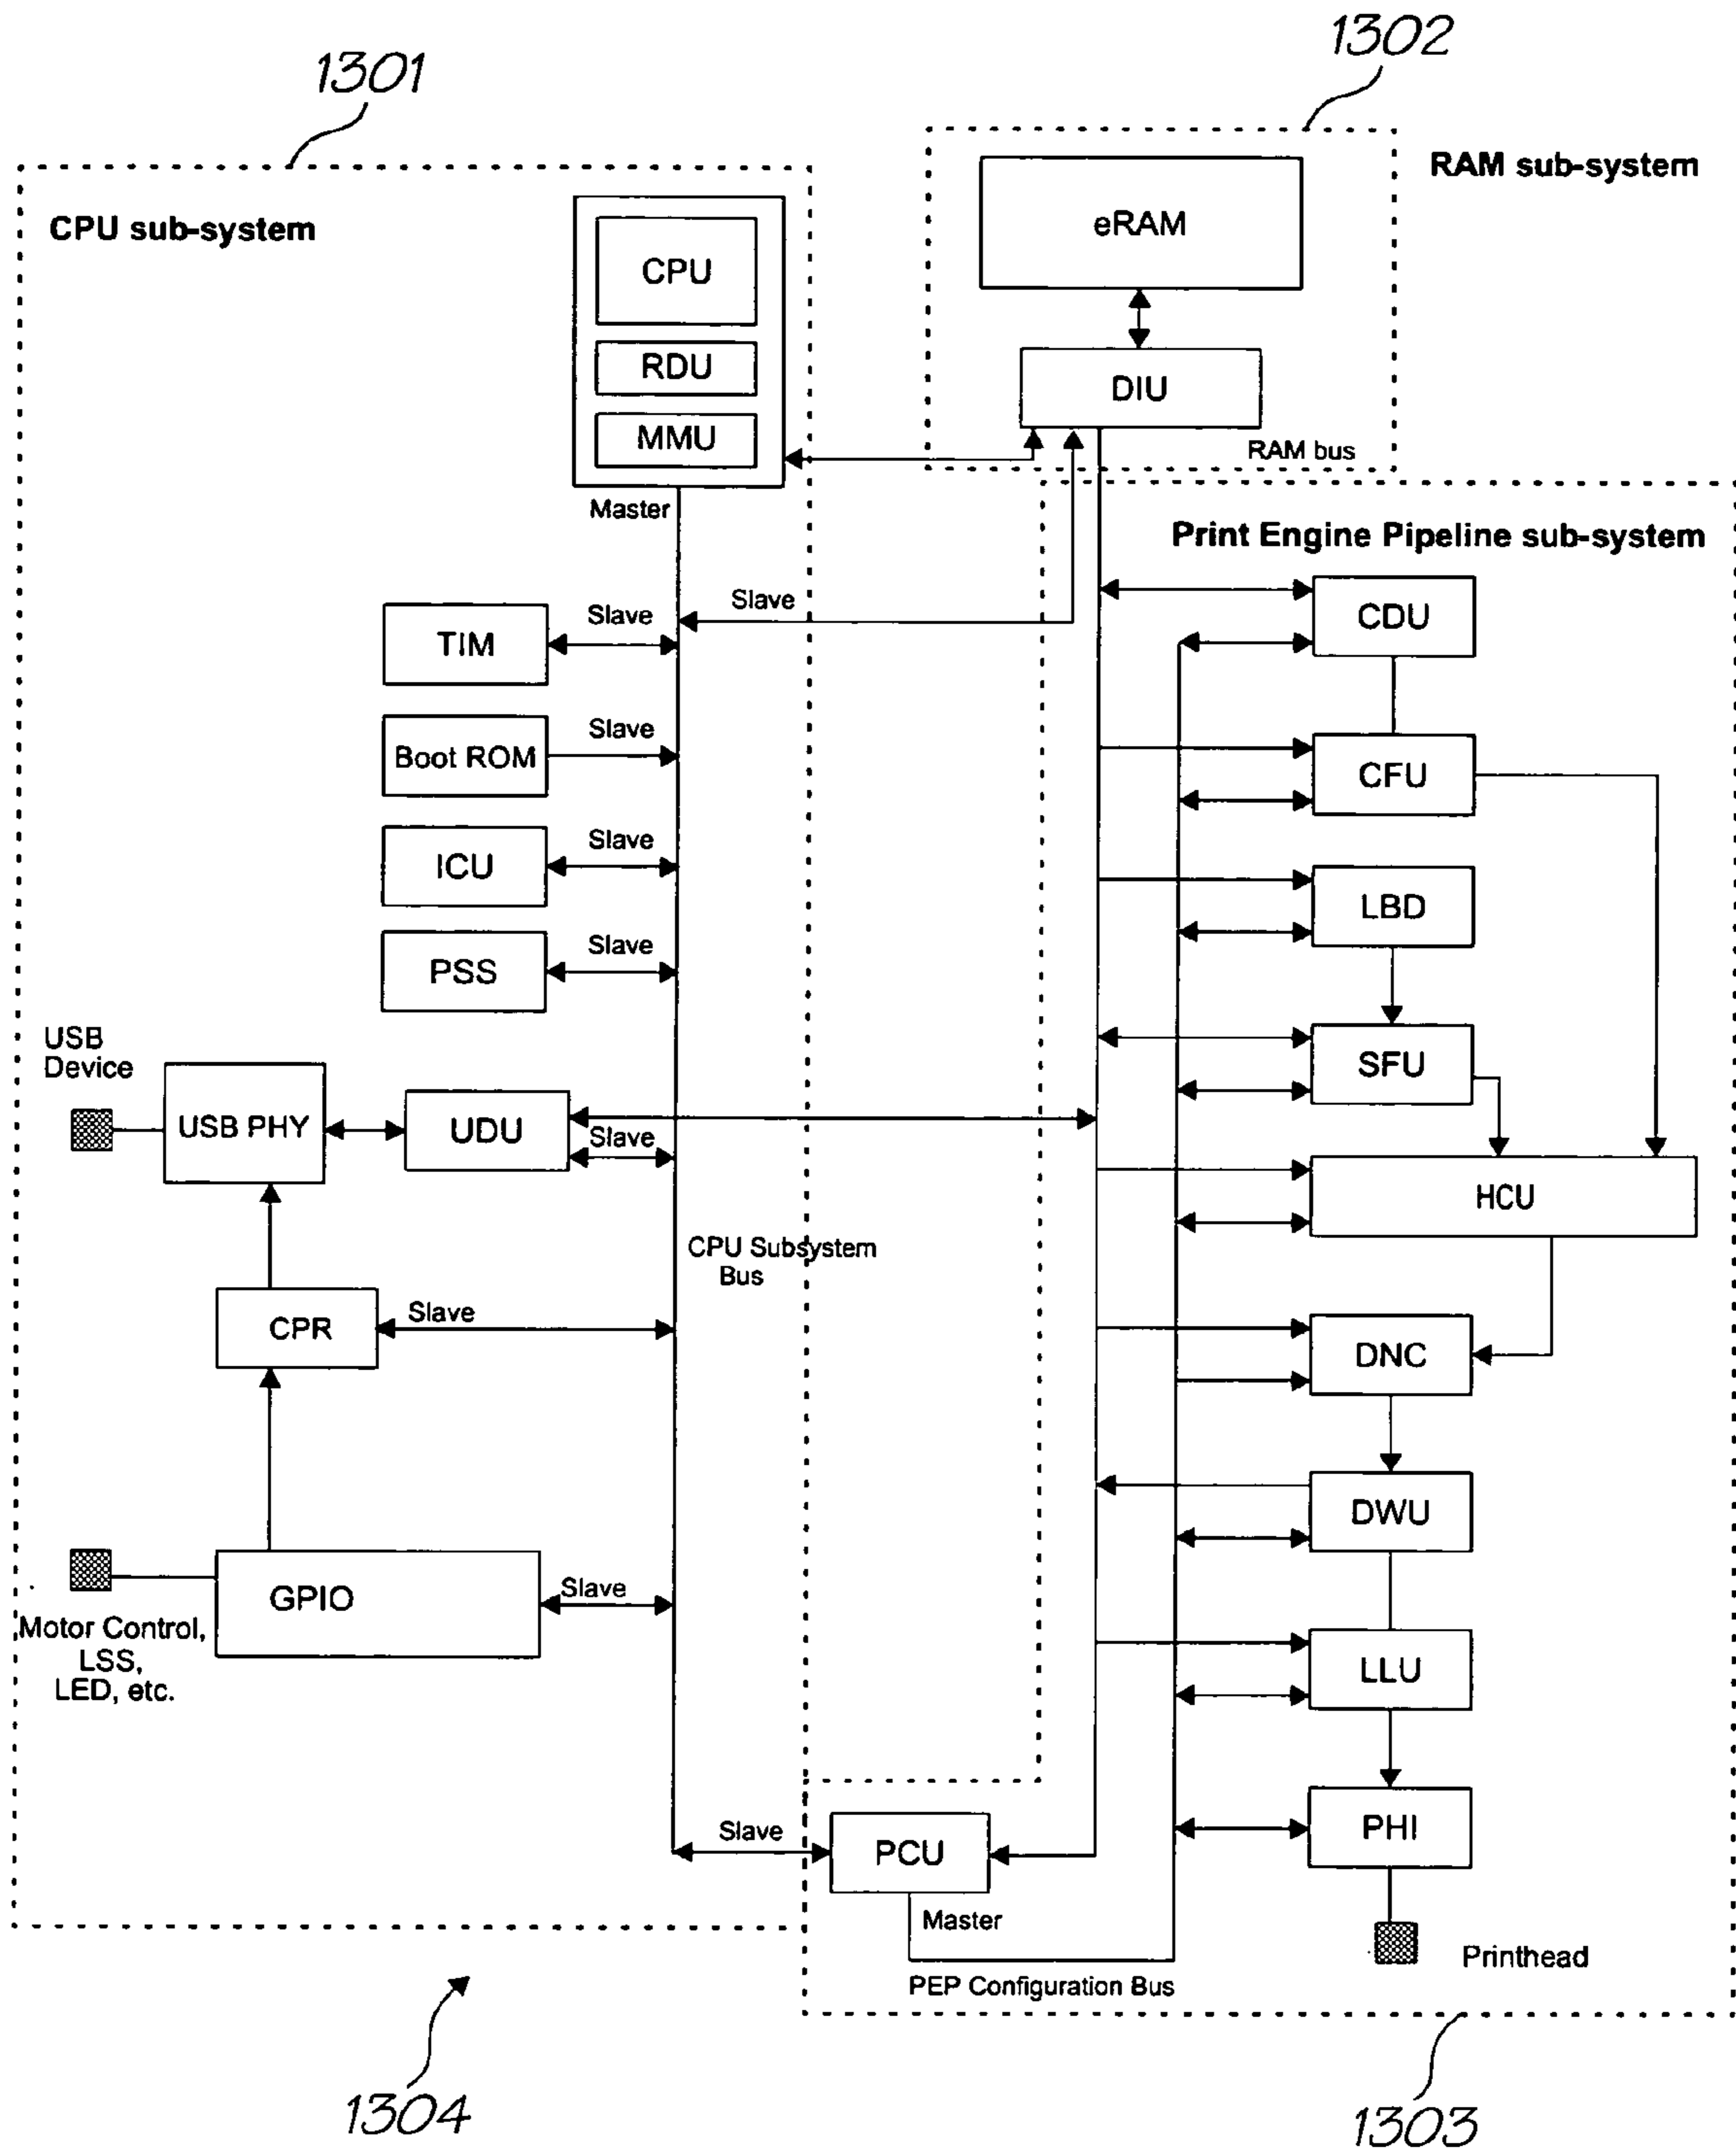 1301
1302
CPU sub-system
CPU
RDU
MMU
Master
RAM sub-system
eRAM
DIU
RAM bus
Print Engine Pipeline sub-system
Slave
TIM
Slave
Boot ROM
Slave
ICU
Slave
PSS
Slave
USB
Device
USB PHY
UDU
Slave
CPU Subsystem
Bus
CPR
Slave
GPIO
Slave
Motor Control,
LSS,
LED, etc.
CDU
CFU
LBD
SFU
HCU
DNC
DWU
LLU
PHI
Slave
PCU
Master
PEP Configuration Bus
Printhead
1304
1303